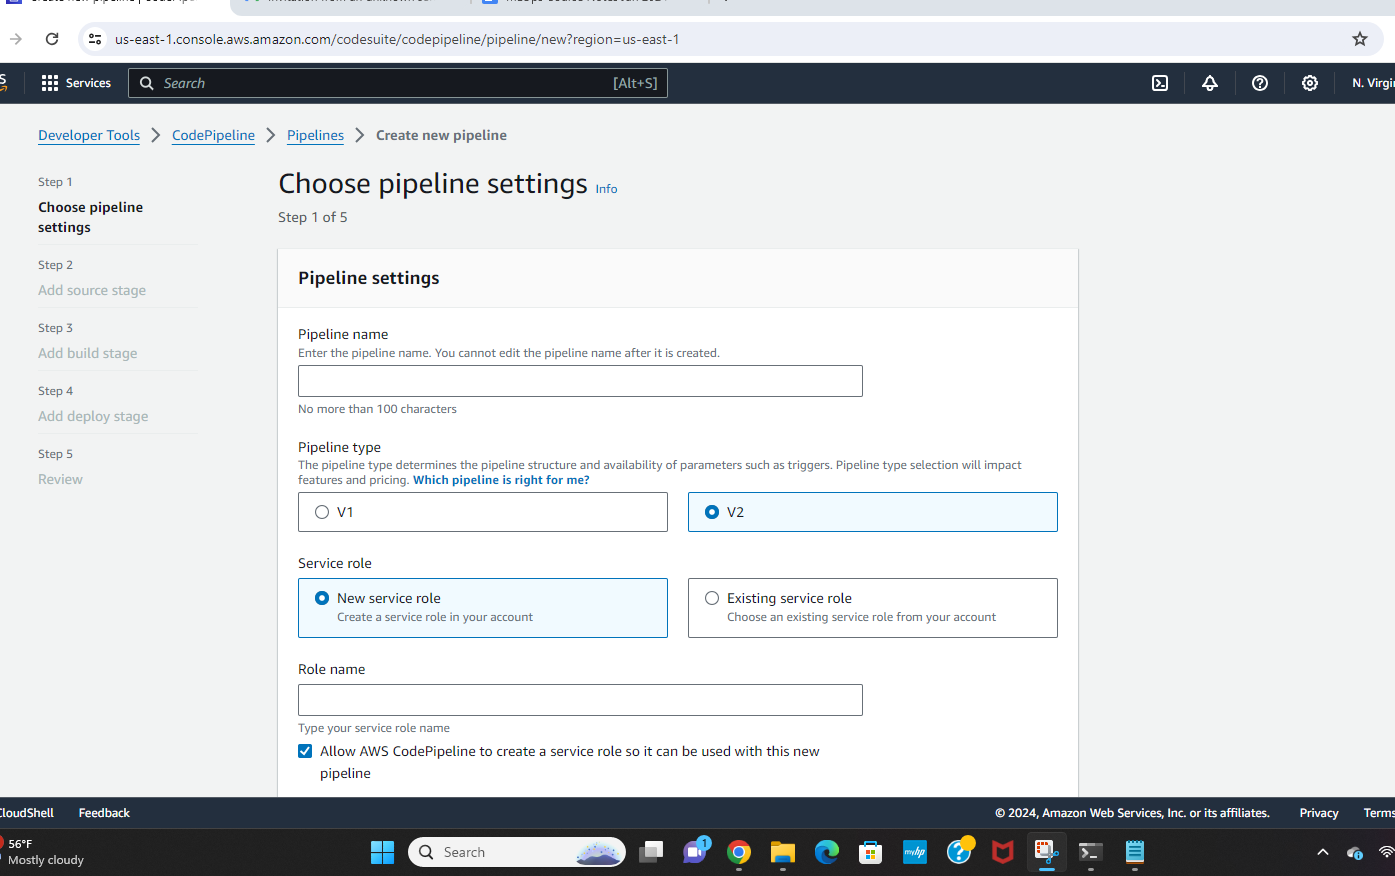 us-east-1.console.aws.amazon.com/codesuite/codepipeline/pipeline/new?region=us-east-1
Services
Search
[Alt+S]
N. Virgi
Developer Tools
CodePipeline
Pipelines
Create new pipeline
Step 1
Choose pipeline
settings
Step 2
Add source stage
Step 3
Add build stage
Step 4
Add deploy stage
Step 5
Review
Choose pipeline settings Info
Step 1 of 5
Pipeline settings
Pipeline name
Enter the pipeline name. You cannot edit the pipeline name after it is created.
No more than 100 characters
Pipeline type
The pipeline type determines the pipeline structure and availability of parameters such as triggers. Pipeline type selection will impact
features and pricing. Which pipeline is right for me?
V1
V2
Service role
New service role
Create a service role in your account
Existing service role
Choose an existing service role from your account
Role name
Type your service role name
Allow AWS CodePipeline to create a service role so it can be used with this new
pipeline
CloudShell
Feedback
© 2024, Amazon Web Services, Inc. or its affiliates.
Privacy
Terms
56°F
Mostly cloudy
Search
1
myhp